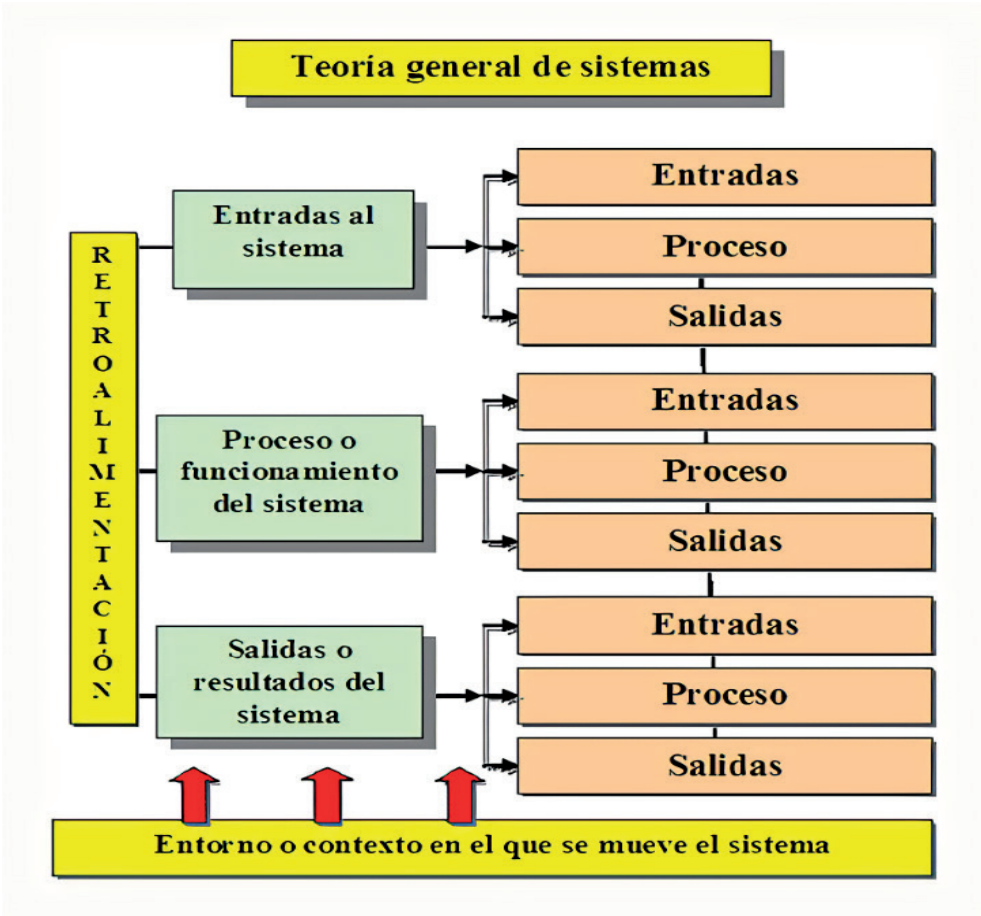 Teoría general de sistemas
RETROALIMENTACIÓN
Entradas al
sistema
Entradas
Proceso
Salidas
Proceso o
funcionamiento
del sistema
Entradas
Proceso
Salidas
Salidas o
resultados del
sistema
Entradas
Proceso
Salidas
Entorno o contexto en el que se mueve el sistema